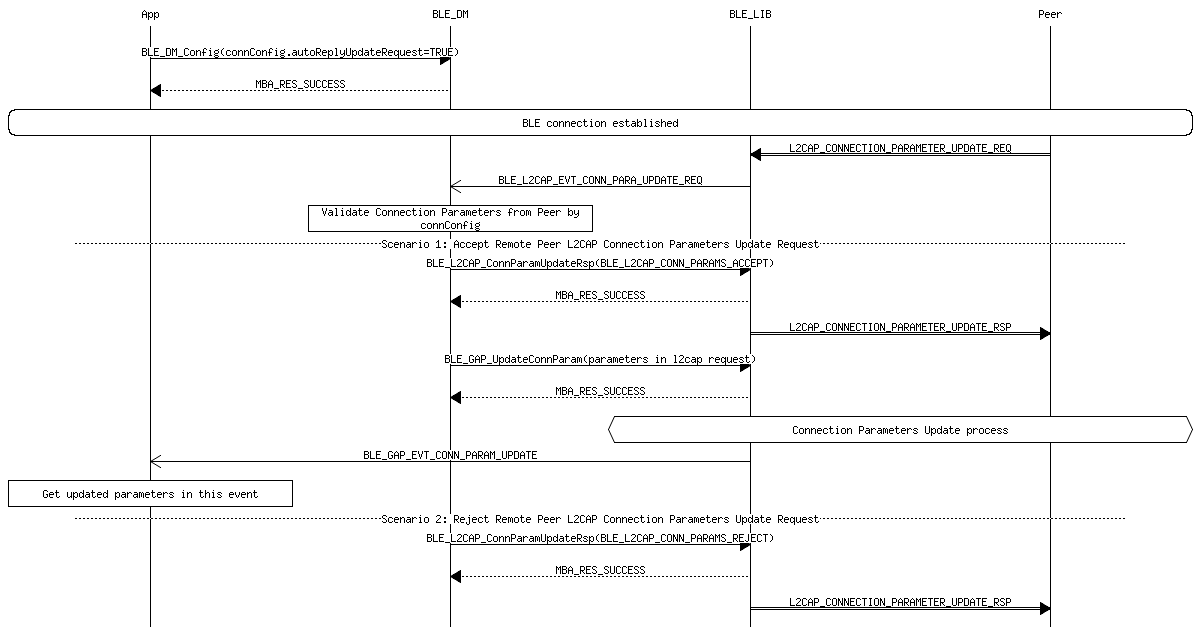 App BLE_DM BLE_LIB Peer
BLE_DM_Config(connConfig.autoReplyUpdateRequest=TRUE)
MBA_RES_SUCCESS
BLE connection established
L2CAP_CONNECTION_PARAMETER_UPDATE_REQ
BLE_L2CAP_EVT_CONN_PARA_UPDATE_REQ
Validate Connection Parameters from Peer by
connConfig
Scenario 1: Accept Remote Peer L2CAP Connection Parameters Update Request
BLE_L2CAP_ConnParamUpdateRsp(BLE_L2CAP_CONN_PARAMS_ACCEPT)
MBA_RES_SUCCESS
L2CAP_CONNECTION_PARAMETER_UPDATE_RSP
BLE_GAP_UpdateConnParam(parameters in l2cap request)
MBA_RES_SUCCESS
Connection Parameters Update process
BLE_GAP_EVT_CONN_PARAM_UPDATE
Get updated parameters in this event
Scenario 2: Reject Remote Peer L2CAP Connection Parameters Update Request
BLE_L2CAP_ConnParamUpdateRsp(BLE_L2CAP_CONN_PARAMS_REJECT)
MBA_RES_SUCCESS
L2CAP_CONNECTION_PARAMETER_UPDATE_RSP